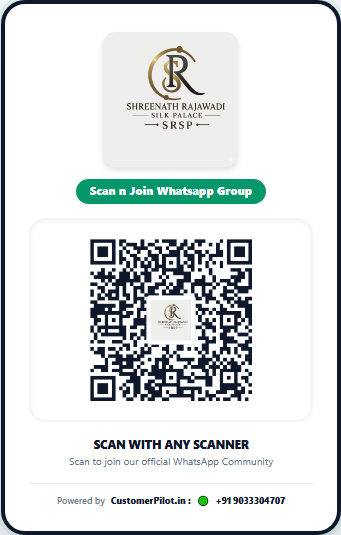 SHREENATH RAJAWADI
SILK PALACE
SRSP
Scan n Join Whatsapp Group
SCAN WITH ANY SCANNER
Scan to join our official WhatsApp Community
Powered by CustomerPilot.in : +91 9033304707